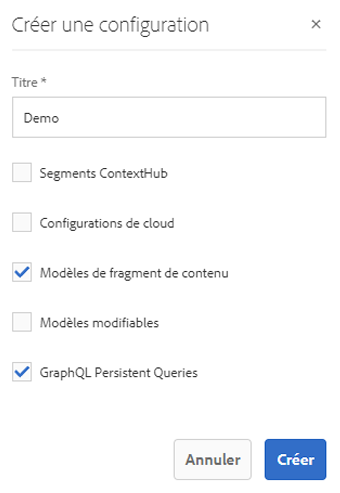 Créer une configuration
Titre *
Demo
Segments ContextHub
Configurations de cloud
Modèles de fragment de contenu
Modèles modifiables
GraphQL Persistent Queries
Annuler
Créer